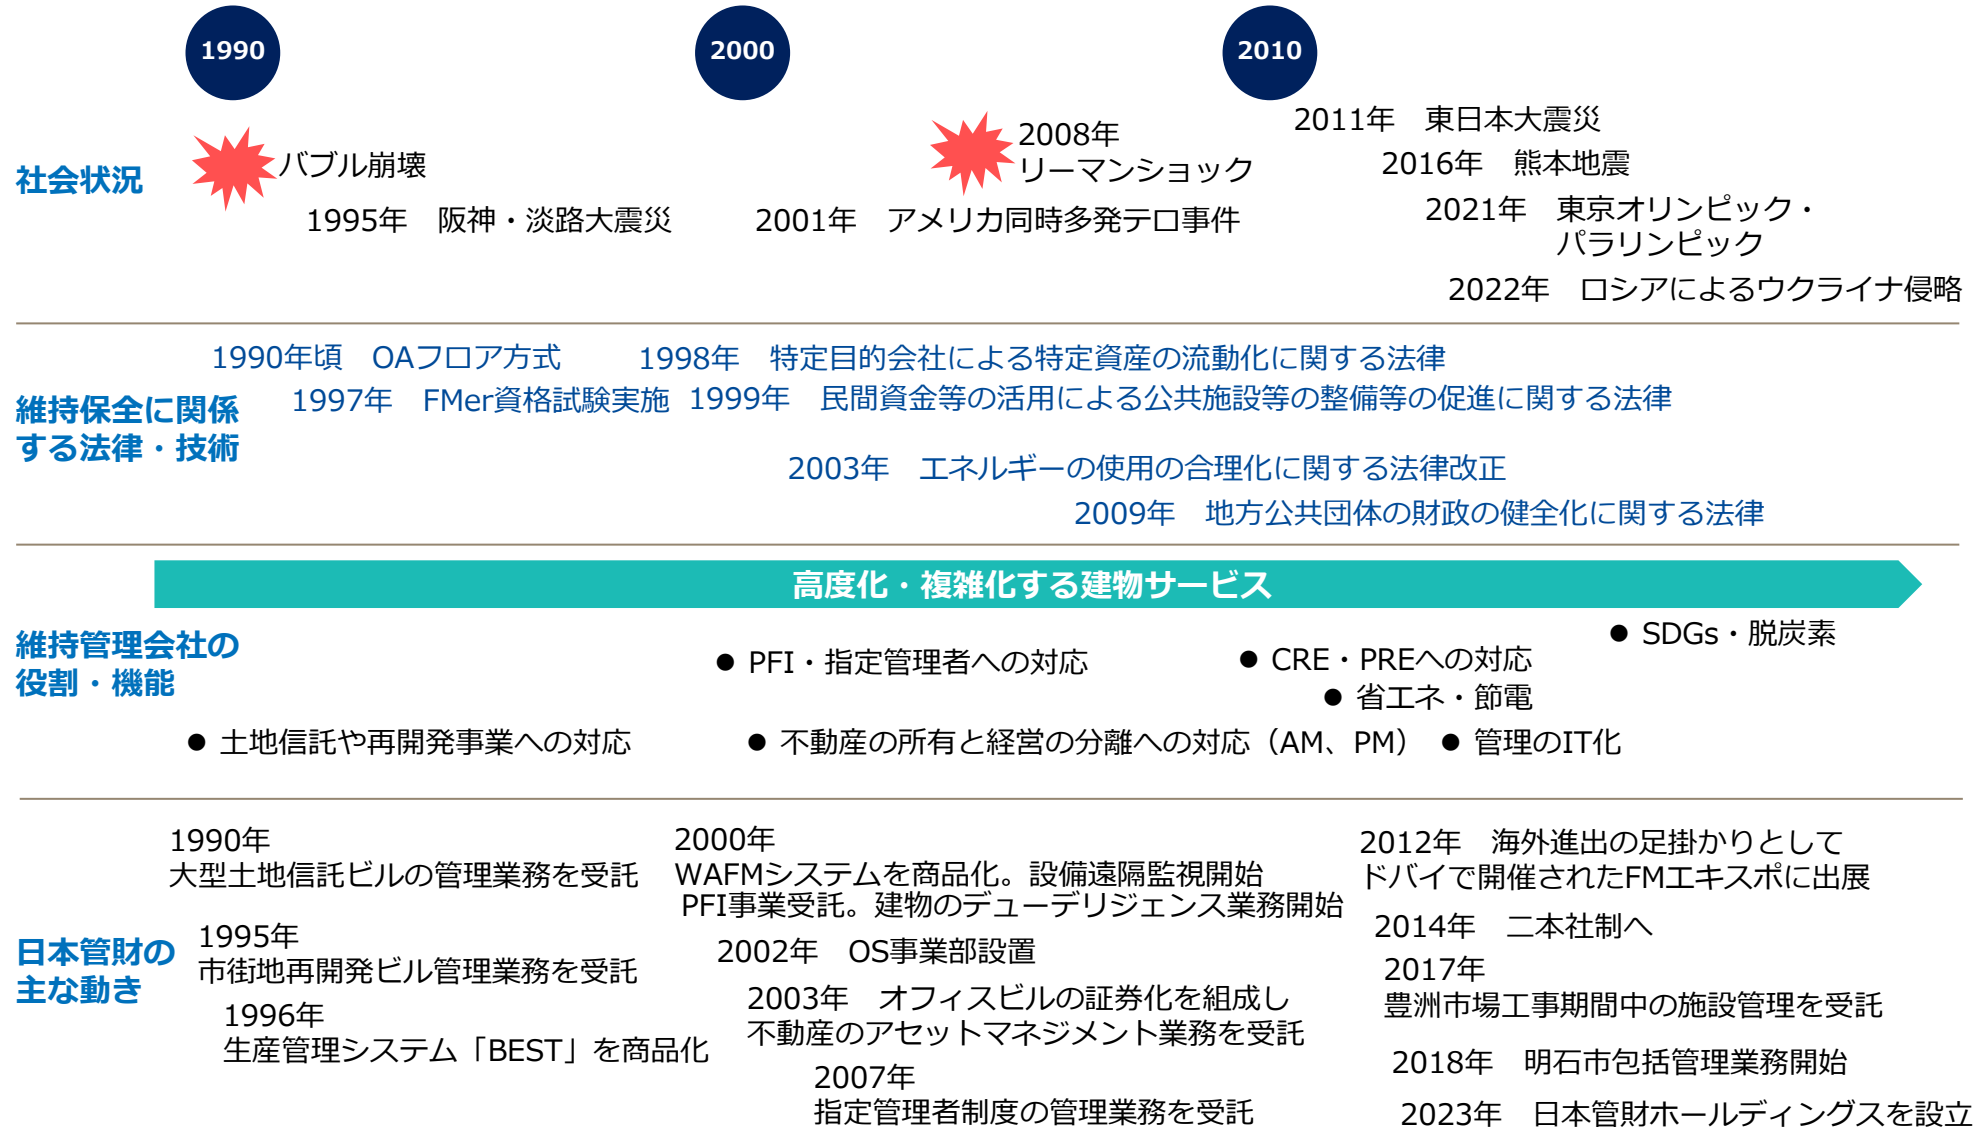 1990
2000
2010
社会状況
バブル崩壊
1995年　阪神・淡路大震災
2008年
リーマンショック
2001年　アメリカ同時多発テロ事件
2011年　東日本大震災
2016年　熊本地震
2021年　東京オリンピック・
パラリンピック
2022年　ロシアによるウクライナ侵略
維持保全に関係
する法律・技術
1990年頃　OAフロア方式
1998年　特定目的会社による特定資産の流動化に関する法律
1997年　FMer資格試験実施
1999年　民間資金等の活用による公共施設等の整備等の促進に関する法律
2003年　エネルギーの使用の合理化に関する法律改正
2009年　地方公共団体の財政の健全化に関する法律
高度化・複雑化する建物サービス
維持管理会社の
役割・機能
● SDGs・脱炭素
● PFI・指定管理者への対応
● CRE・PREへの対応
● 省エネ・節電
● 土地信託や再開発事業への対応
● 不動産の所有と経営の分離への対応（AM、PM）
● 管理のIT化
日本管財の
主な動き
1990年
大型土地信託ビルの管理業務を受託
1995年
市街地再開発ビル管理業務を受託
1996年
生産管理システム「BEST」を商品化
2000年
WAFMシステムを商品化。設備遠隔監視開始
PFI事業受託。建物のデューデリジェンス業務開始
2002年　OS事業部設置
2003年　オフィスビルの証券化を組成し
不動産のアセットマネジメント業務を受託
2007年
指定管理者制度の管理業務を受託
2012年　海外進出の足掛かりとして
ドバイで開催されたFMエキスポに出展
2014年　二本社制へ
2017年
豊洲市場工事期間中の施設管理を受託
2018年　明石市包括管理業務開始
2023年　日本管財ホールディングスを設立